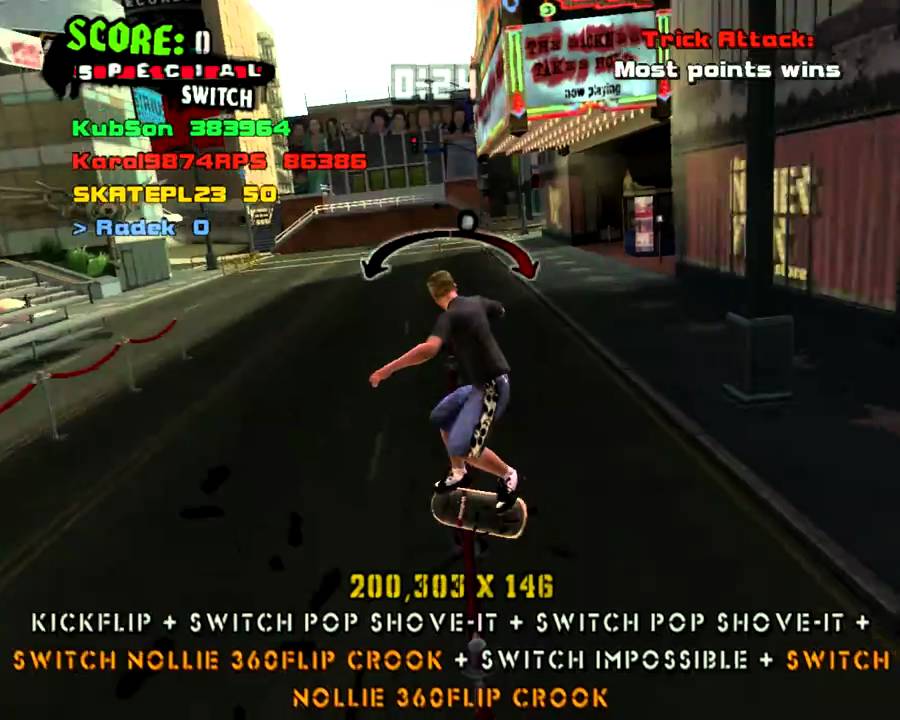 SCORE: 0
SPECIAL
SWITCH
0:24
Trick Attack:
Most points wins
KubSon 383964
Karol9874RPS 86386
SKATEPL23 50
> Radek 0
THE
now playing
0
200,303 X 146
KICKFLIP + SWITCH POP SHOVE-IT + SWITCH POP SHOVE-IT +
SWITCH NOLLIE 360FLIP CROOK + SWITCH IMPOSSIBLE + SWITCH
NOLLIE 360FLIP CROOK